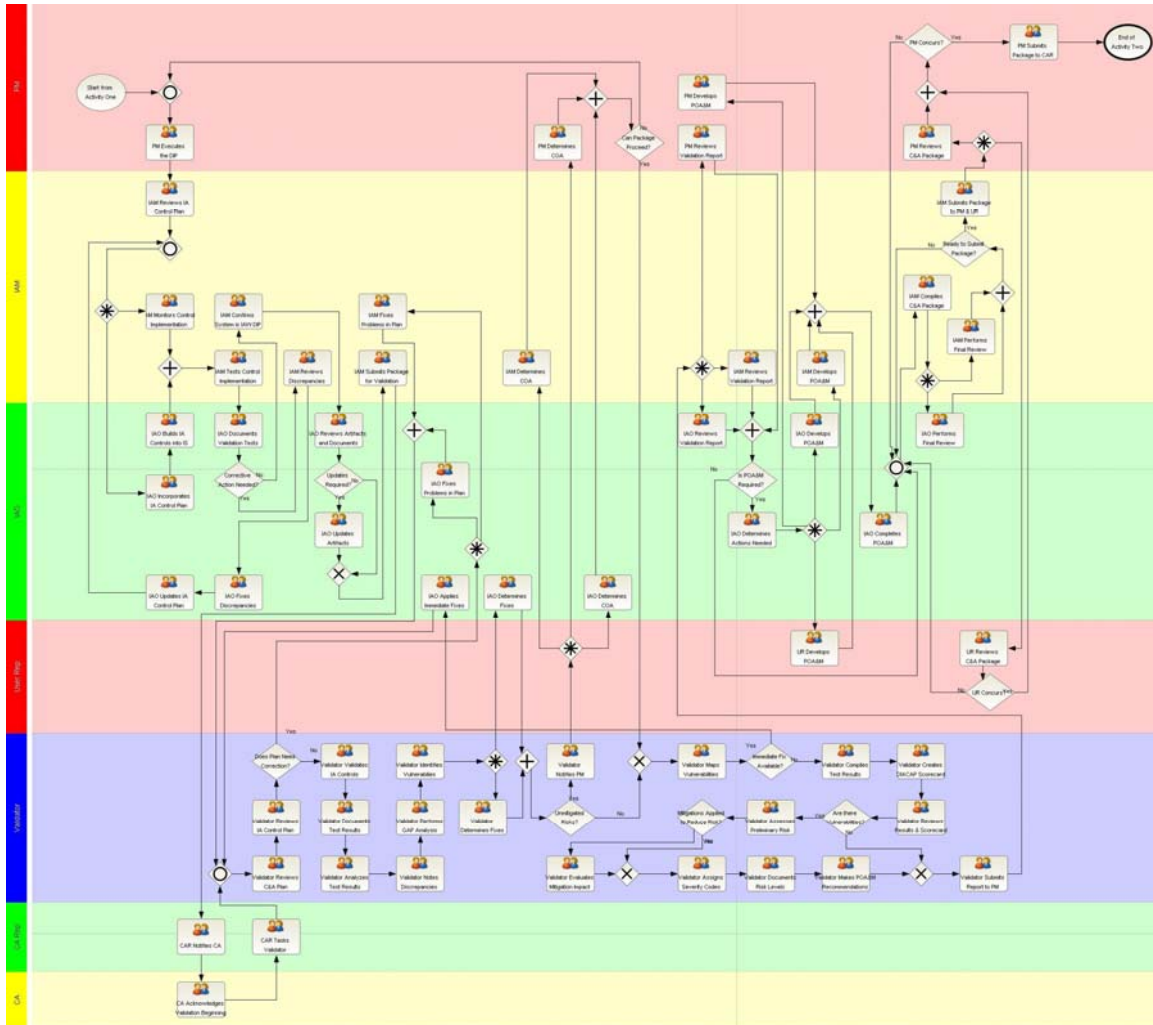 PM
Start from
Activity One
PM Executes
the DIP
PM Determines
COA
No
Can Package
Proceed?
Yes
PM Develops
POA&M
PM Reviews
Validation Report
No
PM Concurs?
Yes
PM Submits
Package to CAR
End of
Activity Two
PM Reviews
C&A Package
IAM
IAM Reviews IA
Control Plan
IAM Monitors Control
Implementation
IAM Confirms
System is IAW DIP
IAM Fixes
Problems in Plan
IAM Tests Control
Implementation
IAM Reviews
Discrepancies
IAM Submits Package
for Validation
IAM Determines
COA
IAM Reviews
Validation Report
IAM Develops
POA&M
IAM Submits Package
to PM & UR
Yes
No
Ready to Submit
Package?
IAM Compiles
C&A Package
IAM Performs
Final Review
IAO
IAO Builds IA
Controls into IS
IAO Documents
Validation Tests
IAO Reviews Artifacts
and Documents
IAO Reviews
Validation Report
IAO Develops
POA&M
IAO Performs
Final Review
IAO Incorporates
IA Control Plan
Corrective
Action Needed?
No
Yes
Updates
Required?
No
Yes
IAO Fixes
Problems in Plan
No
Is POA&M
Required?
Yes
IAO Updates
Artifacts
IAO Determines
Actions Needed
IAO Completes
POA&M
IAO Updates IA
Control Plan
IAO Fixes
Discrepancies
IAO Applies
Immediate Fixes
IAO Determines
Fixes
IAO Determines
COA
User Rep
UR Develops
POA&M
UR Reviews
C&A Package
No
UR Concurs?
Yes
Validator
Yes
Does Plan Need
Correction?
No
Validator Validates
IA Controls
Validator Identifies
Vulnerabilities
Validator
Notifies PM
Validator Maps
Vulnerabilities
Yes
Immediate Fix
Available?
No
Validator Compiles
Test Results
Validator Creates
DIACAP Scorecard
Validator Reviews
IA Control Plan
Validator Documents
Test Results
Validator Performs
GAP Analysis
Validator
Determines Fixes
Yes
Unmitigated
Risks?
No
Mitigations Applied
to Reduce Risk?
Yes
Validator Assesses
Preliminary Risk
Yes
Are there
Vulnerabilities?
No
Validator Reviews
Results & Scorecard
Validator Reviews
C&A Plan
Validator Analyzes
Test Results
Validator Notes
Discrepancies
Validator Evaluates
Mitigation Impact
Validator Assigns
Severity Codes
Validator Documents
Risk Levels
Validator Makes POA&M
Recommendations
Validator Submits
Report to PM
CA Rep
CAR Notifies CA
CAR Tasks
Validator
CA
CA Acknowledges
Validation Beginning